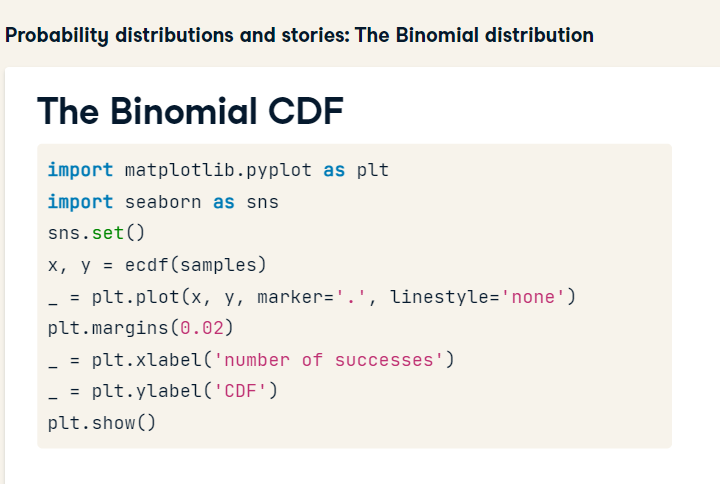 Probability distributions and stories: The Binomial distribution
The Binomial CDF
import matplotlib.pyplot as plt
import seaborn as sns
sns.set()
x, y = ecdf(samples)
_ = plt.plot(x, y, marker='.', linestyle='none')
plt.margins(0.02)
_ = plt.xlabel('number of successes')
_ = plt.ylabel('CDF')
plt.show()